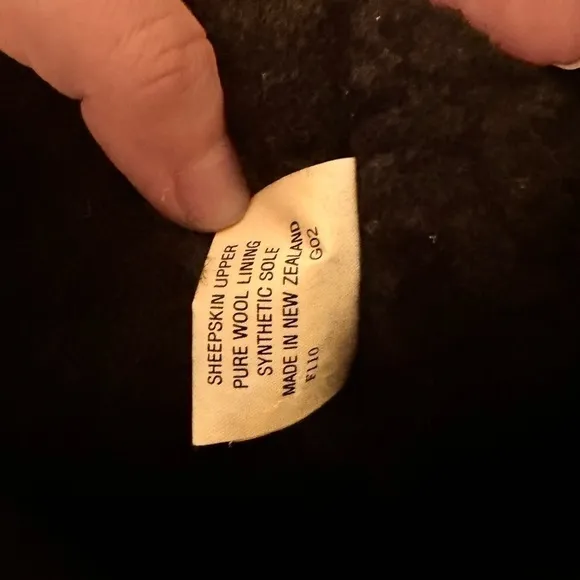 SHEEPSKIN UPPER
PURE WOOL LINING
SYNTHETIC SOLE
MADE IN NEW ZEALAND
F110 G02